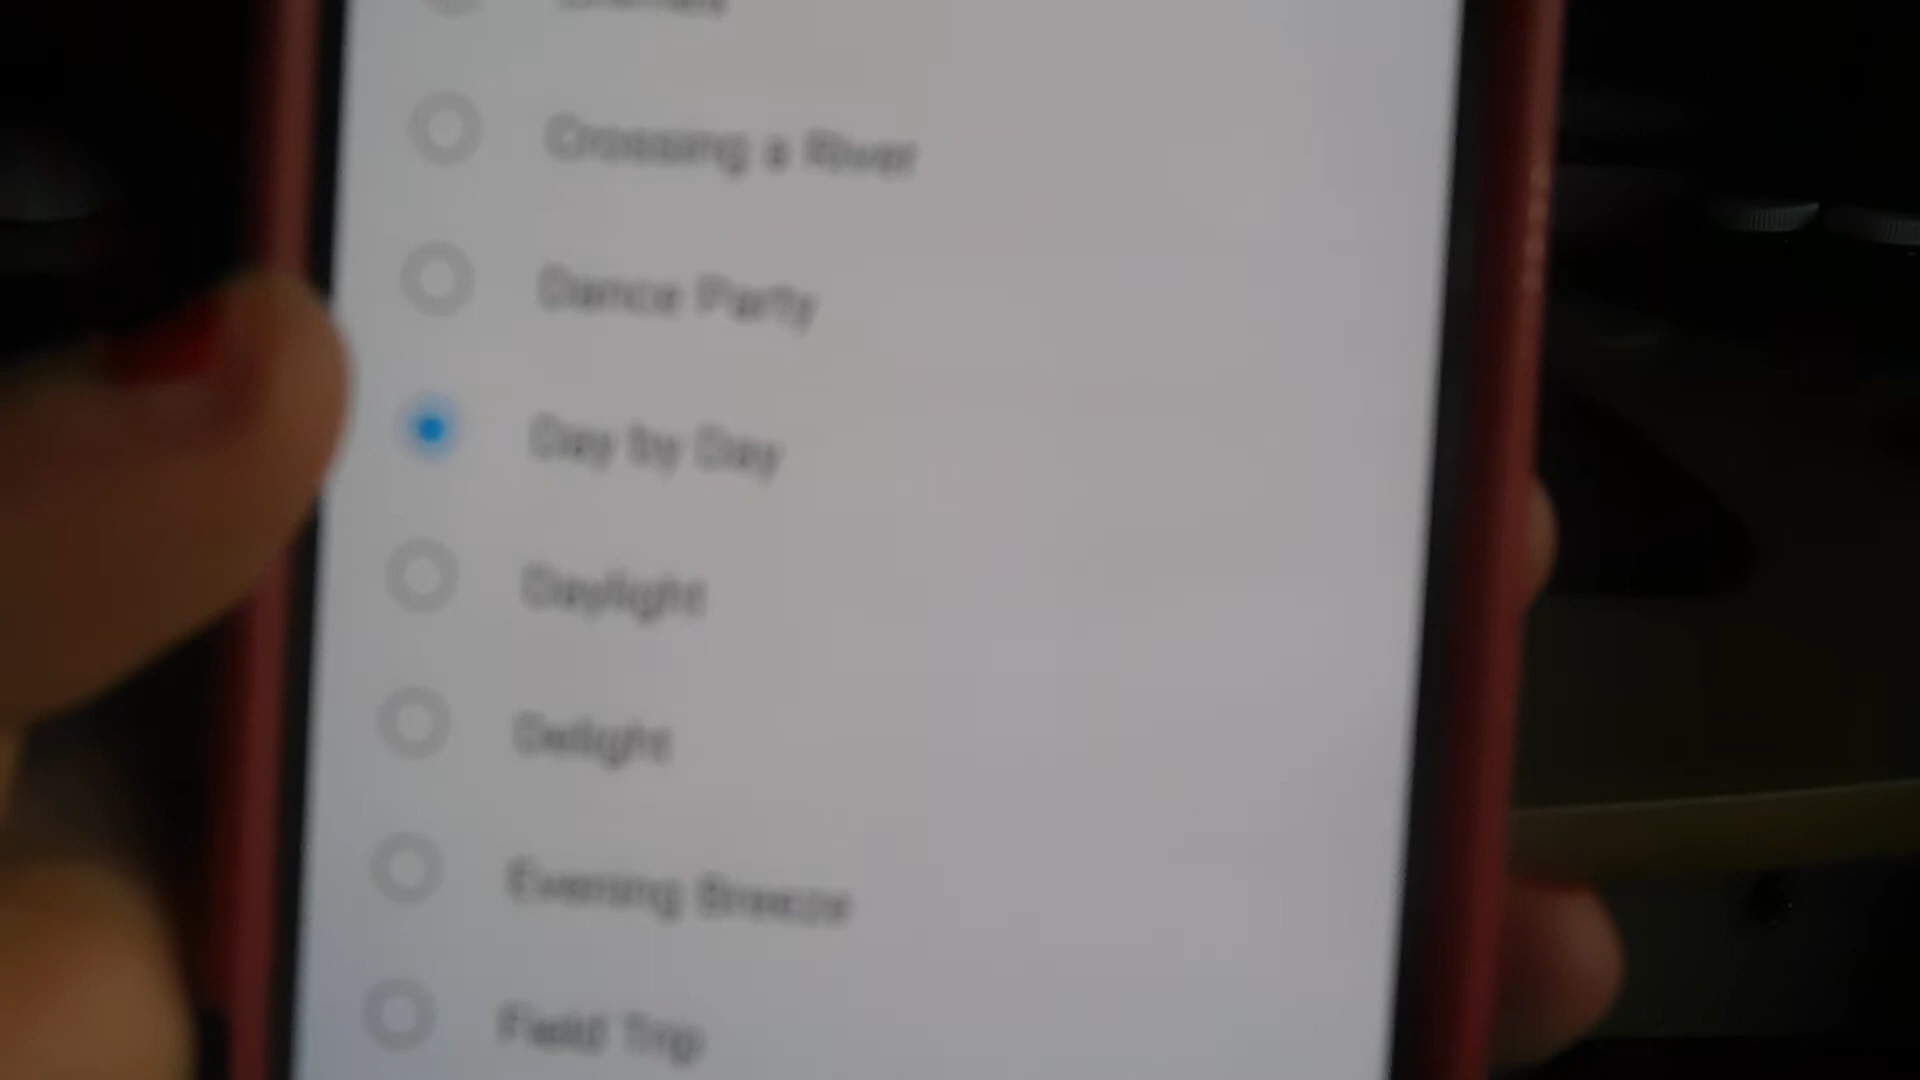 Crossing a River
Dance Party
Day by Day
Daylight
Delight
Evening Breeze
Field Trip